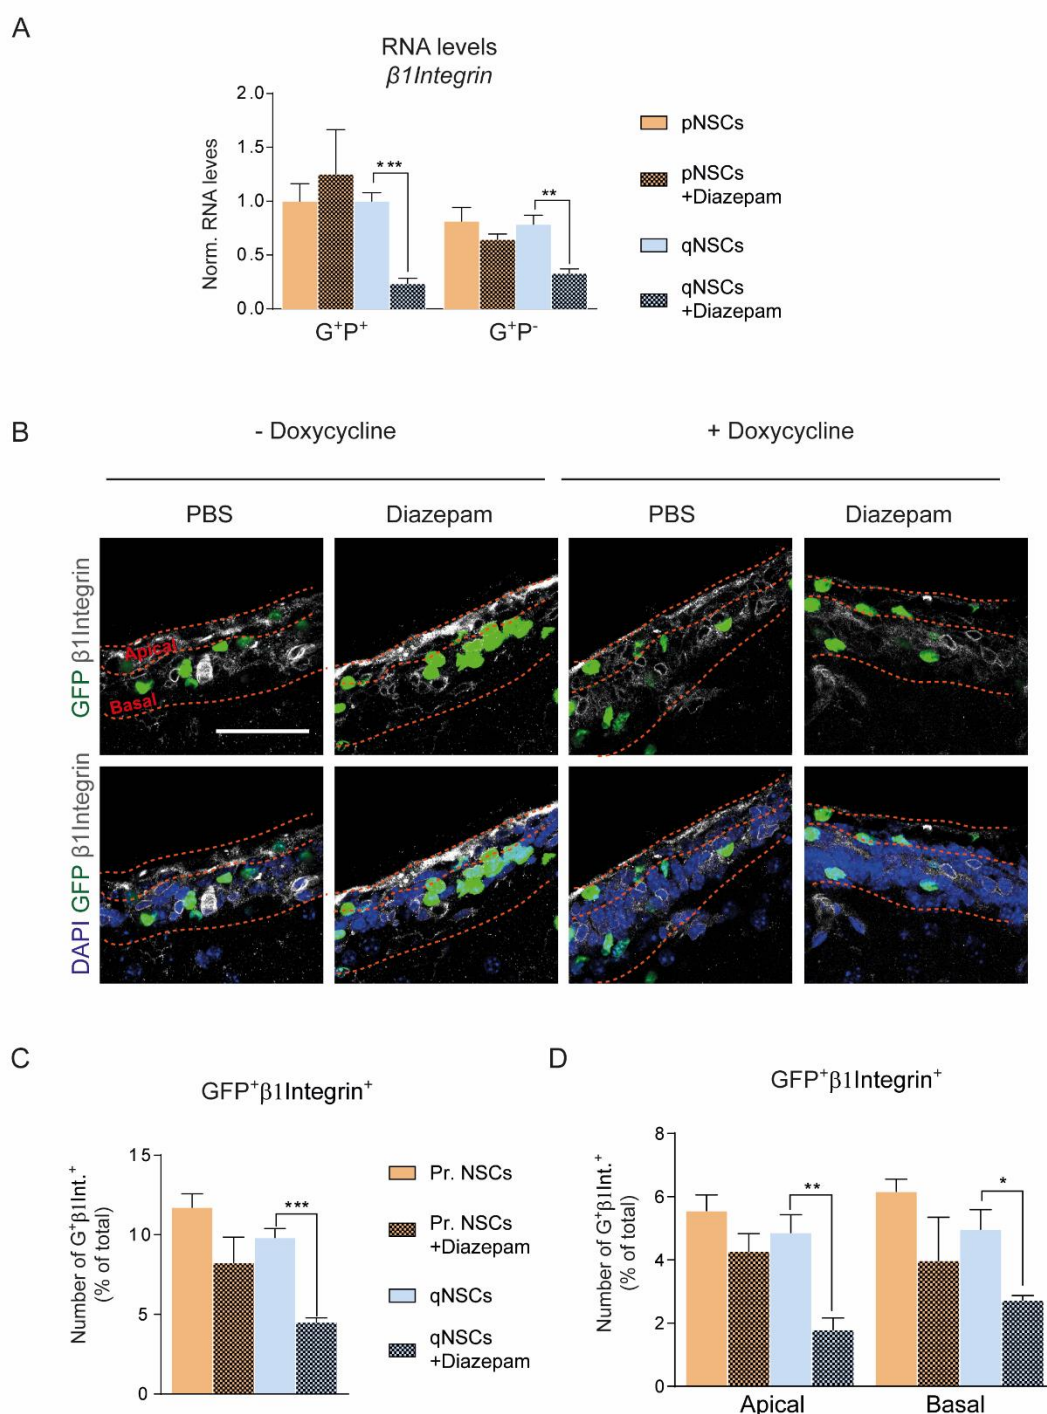 A
RNA levels
β1Integrin
Norm. RNA leves
2.0
1.5
1.0
0.5
0.0
***
**
G⁺P⁺
G⁺P⁻
pNSCs
pNSCs
+Diazepam
qNSCs
qNSCs
+Diazepam
B
- Doxycycline
+ Doxycycline
PBS
Diazepam
PBS
Diazepam
GFP β1Integrin
Apical
Basal
DAPI GFP β1Integrin
C
GFP⁺β1Integrin⁺
Number of G⁺β1Int.⁺
(% of total)
15
10
5
0
***
Pr. NSCs
Pr. NSCs
+Diazepam
qNSCs
qNSCs
+Diazepam
D
GFP⁺β1Integrin⁺
Number of G⁺β1Int.⁺
(% of total)
8
6
4
2
0
**
*
Apical
Basal